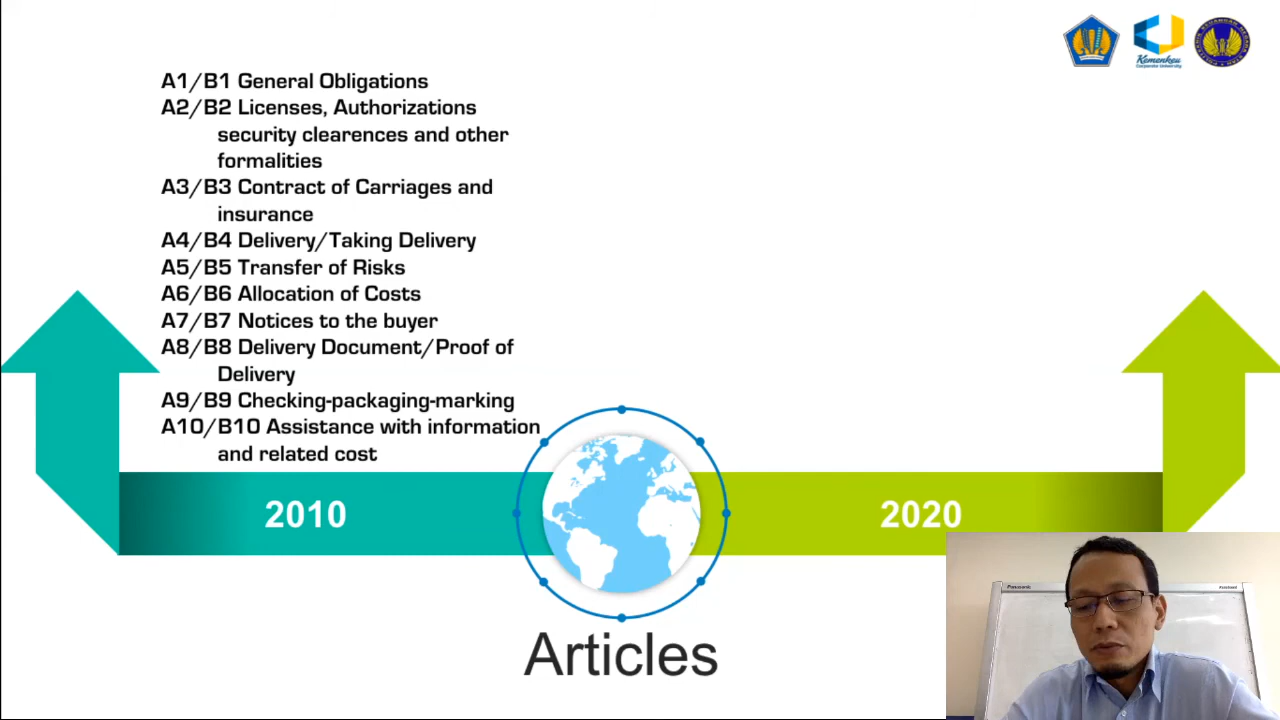 Kemenkeu
Corporate University
A1/B1 General Obligations
A2/B2 Licenses, Authorizations
security clearences and other
formalities
A3/B3 Contract of Carriages and
insurance
A4/B4 Delivery/Taking Delivery
A5/B5 Transfer of Risks
A6/B6 Allocation of Costs
A7/B7 Notices to the buyer
A8/B8 Delivery Document/Proof of
Delivery
A9/B9 Checking-packaging-marking
A10/B10 Assistance with information
and related cost
2010
2020
Articles
Panasonic